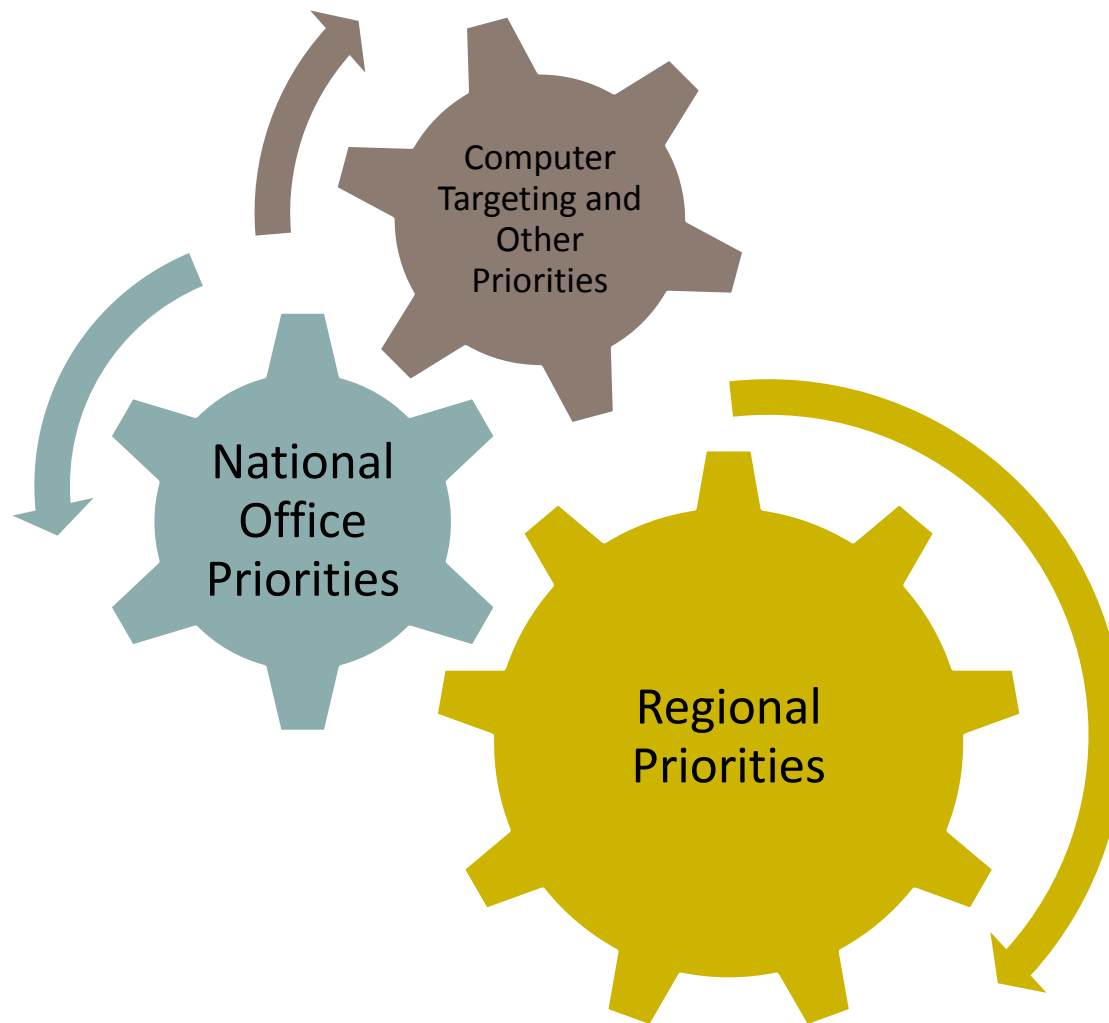 Computer
Targeting and
Other
Priorities
National
Office
Priorities
Regional
Priorities